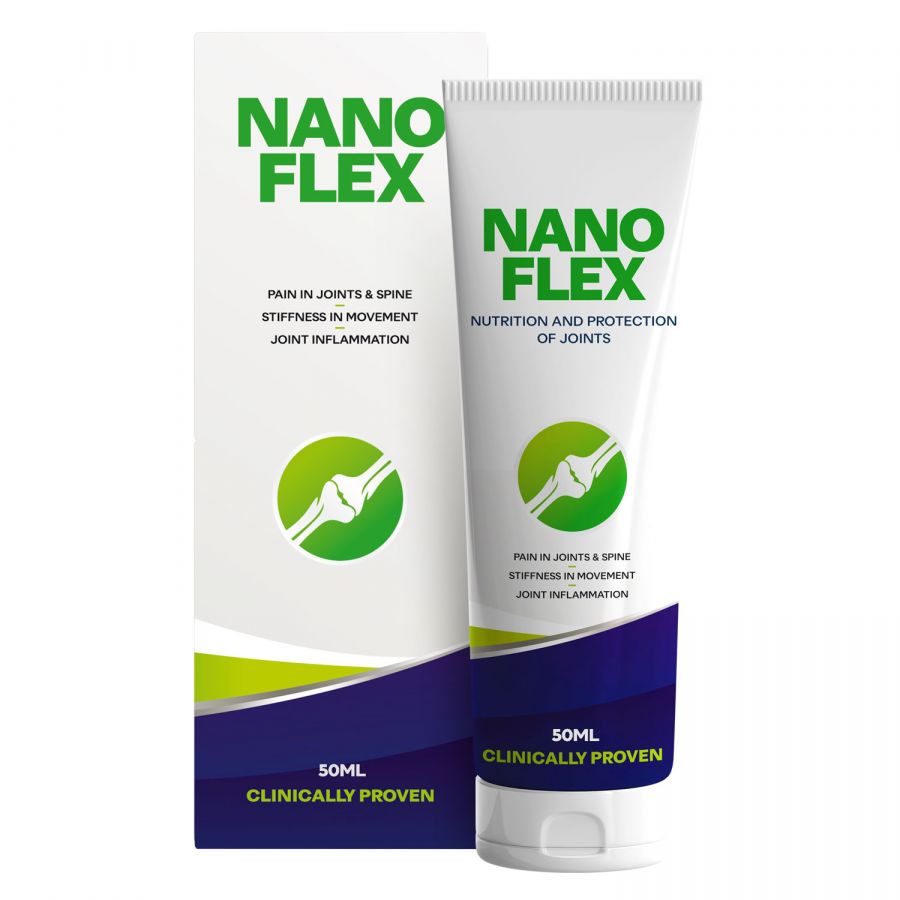 NANO
FLEX
PAIN IN JOINTS & SPINE
STIFFNESS IN MOVEMENT
JOINT INFLAMMATION
50ML
CLINICALLY PROVEN
NANO
FLEX
NUTRITION AND PROTECTION
OF JOINTS
PAIN IN JOINTS & SPINE
STIFFNESS IN MOVEMENT
JOINT INFLAMMATION
50ML
CLINICALLY PROVEN